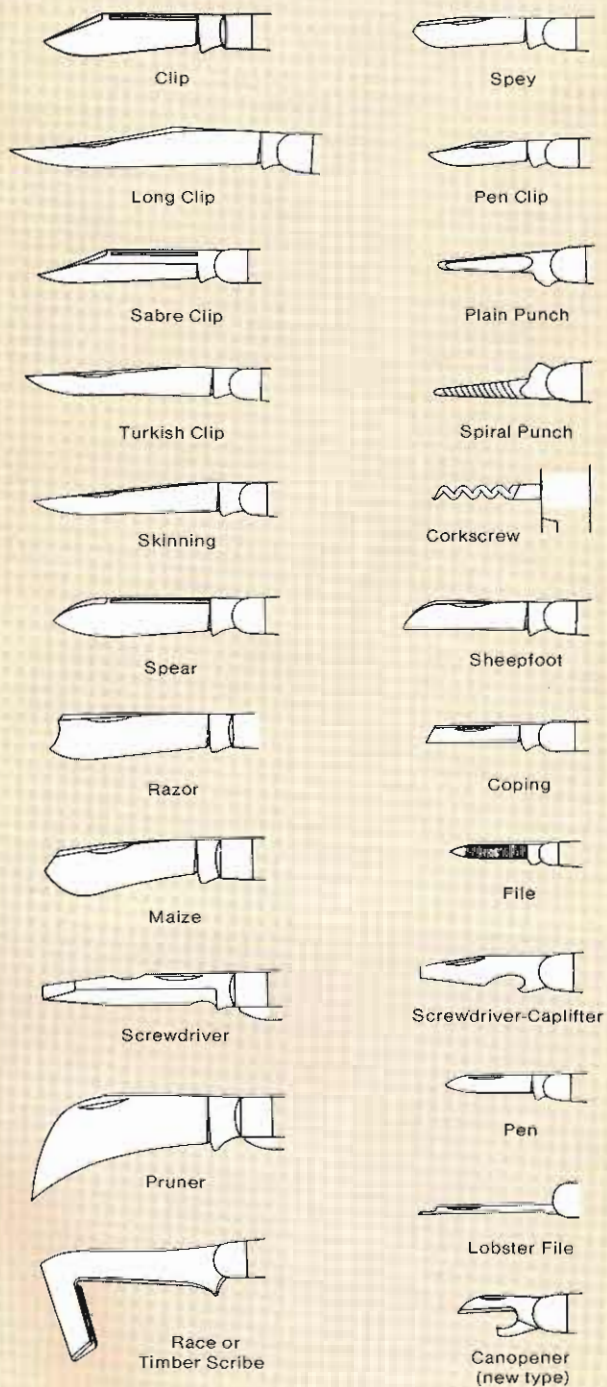 Clip
Long Clip
Sabre Clip
Turkish Clip
Skinning
Spear
Razor
Maize
Screwdriver
Pruner
Race or
Timber Scribe
Spey
Pen Clip
Plain Punch
Spiral Punch
Corkscrew
Sheepfoot
Coping
File
Screwdriver-Caplifter
Pen
Lobster File
Canopener
(new type)